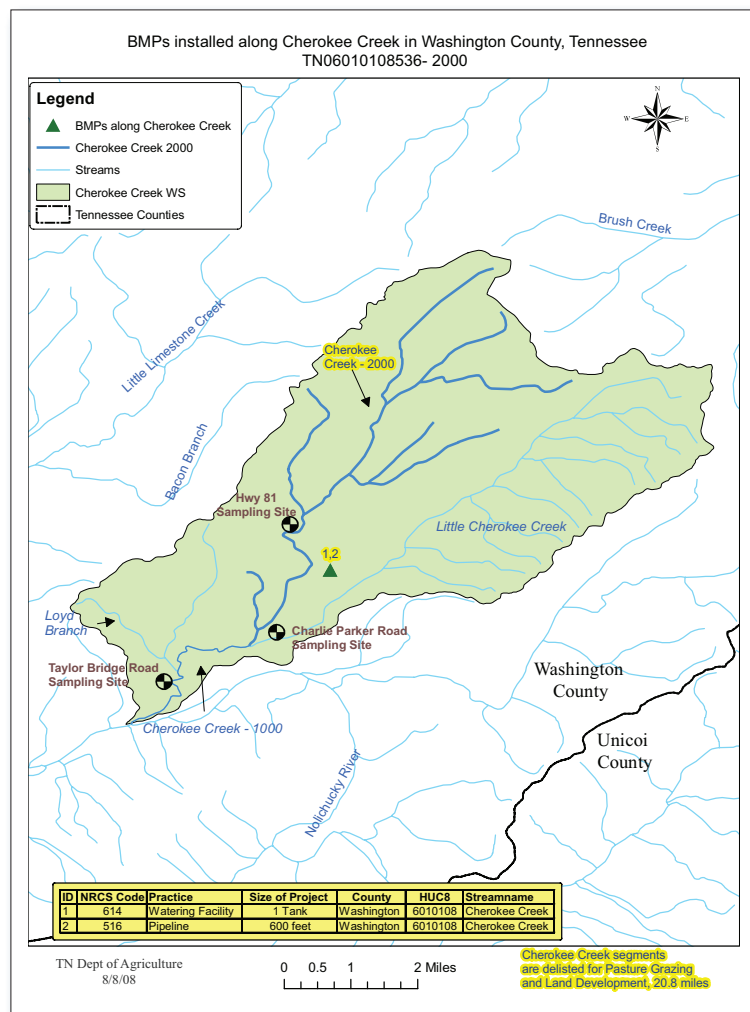 BMPs installed along Cherokee Creek in Washington County, Tennessee
TN06010108536- 2000
Legend
BMPs along Cherokee Creek
Cherokee Creek 2000
Streams
Cherokee Creek WS
Tennessee Counties
N
W
E
S
Brush Creek
Little Limestone Creek
Cherokee
Creek - 2000
Bacon Branch
Hwy 81
Sampling Site
Little Cherokee Creek
1,2
Loyd
Branch
Charlie Parker Road
Sampling Site
Taylor Bridge Road
Sampling Site
Washington
County
Cherokee Creek - 1000
Unicoi
County
Nolichucky River
ID NRCS Code Practice Size of Project County HUC8 Streamname
1 614 Watering Facility 1 Tank Washington 6010108 Cherokee Creek
2 516 Pipeline 600 feet Washington 6010108 Cherokee Creek
TN Dept of Agriculture
8/8/08
0 0.5 1 2 Miles
Cherokee Creek segments
are delisted for Pasture Grazing
and Land Development, 20.8 miles